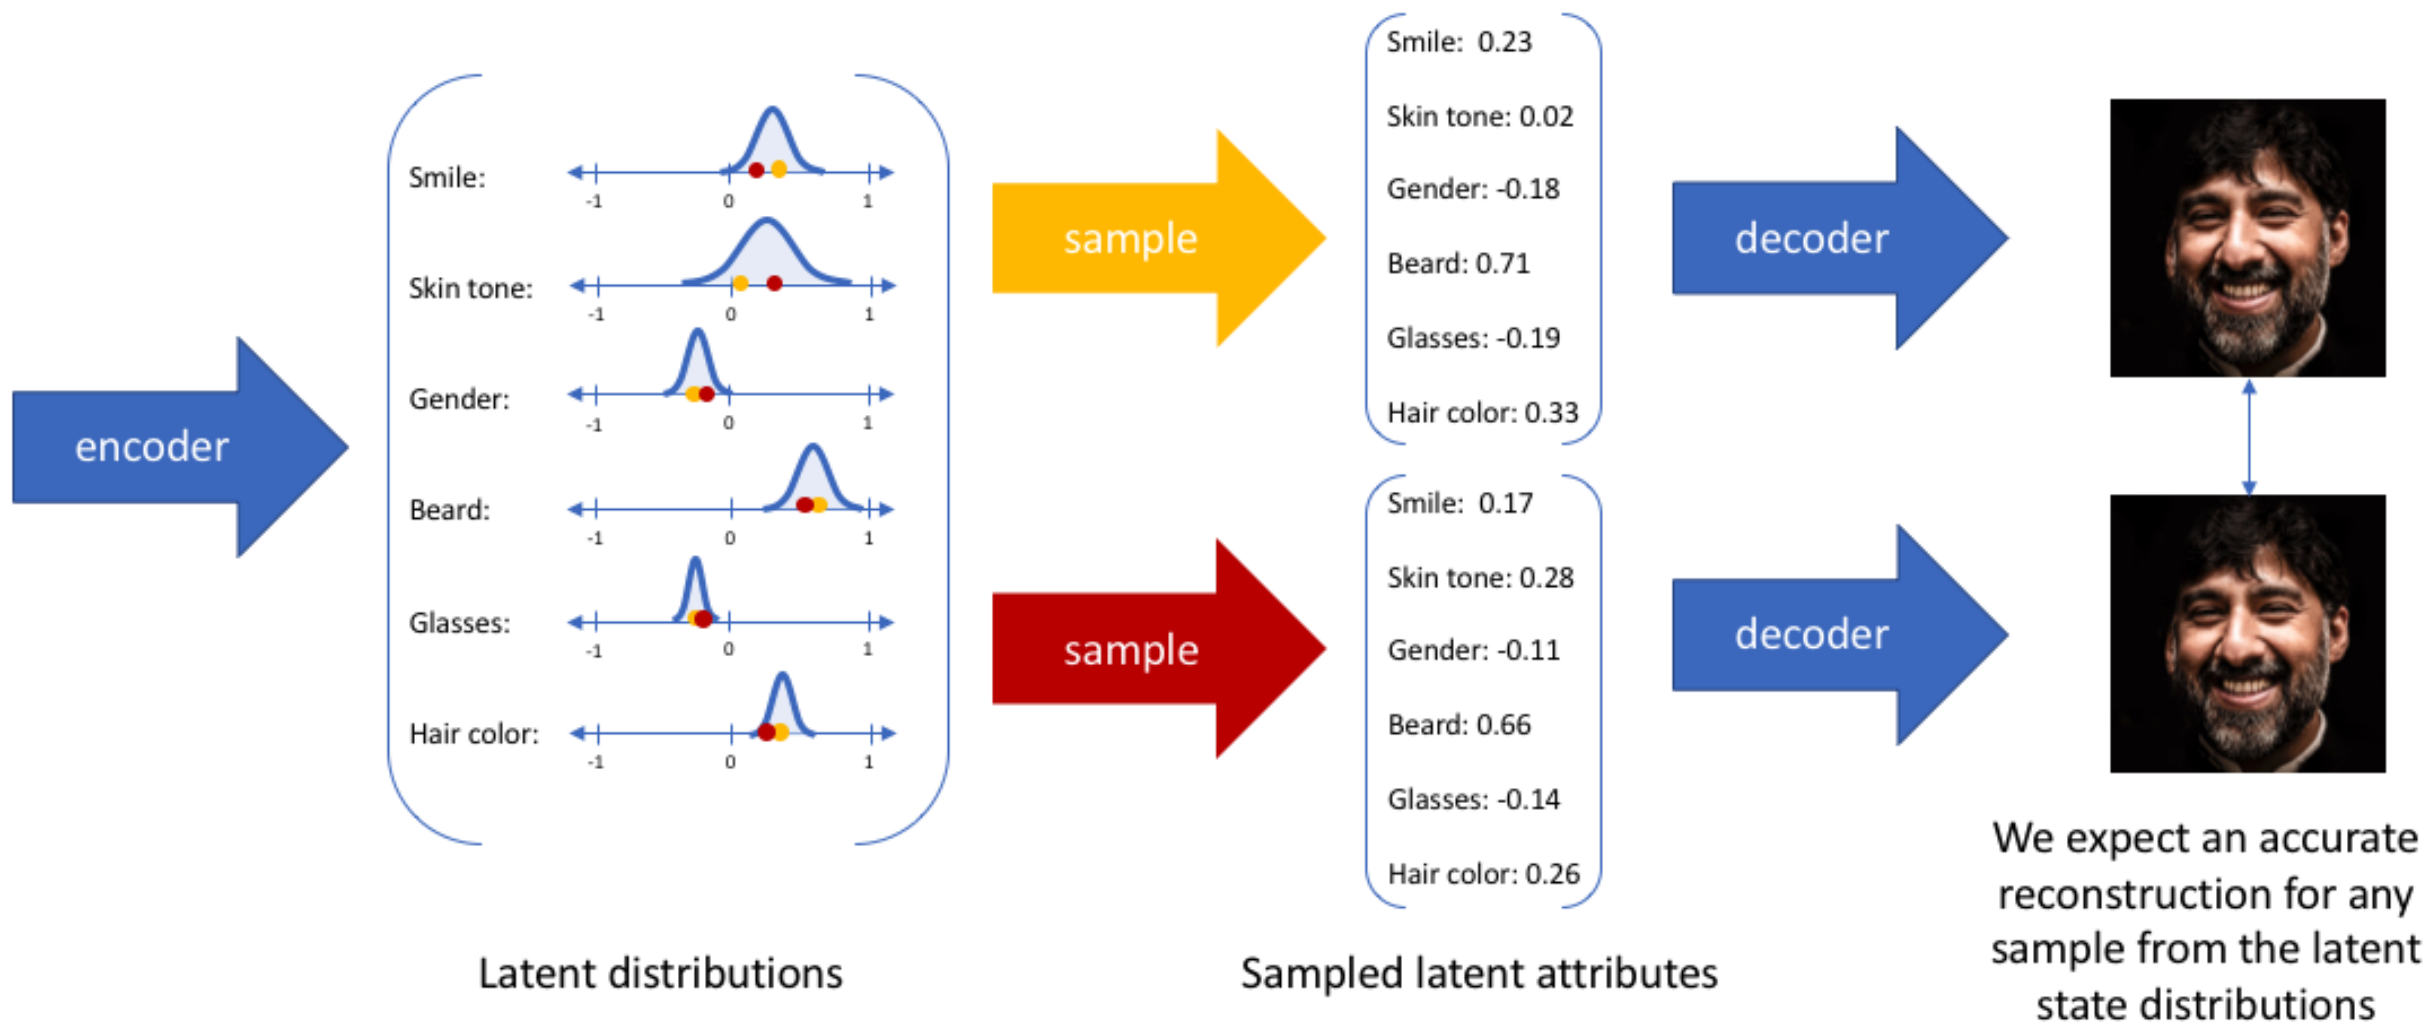 encoder
Smile:
-1 0 1
Skin tone:
-1 0 1
Gender:
-1 0 1
Beard:
-1 0 1
Glasses:
-1 0 1
Hair color:
-1 0 1
Latent distributions
sample
sample
Smile: 0.23
Skin tone: 0.02
Gender: -0.18
Beard: 0.71
Glasses: -0.19
Hair color: 0.33
Smile: 0.17
Skin tone: 0.28
Gender: -0.11
Beard: 0.66
Glasses: -0.14
Hair color: 0.26
Sampled latent attributes
decoder
decoder
We expect an accurate
reconstruction for any
sample from the latent
state distributions